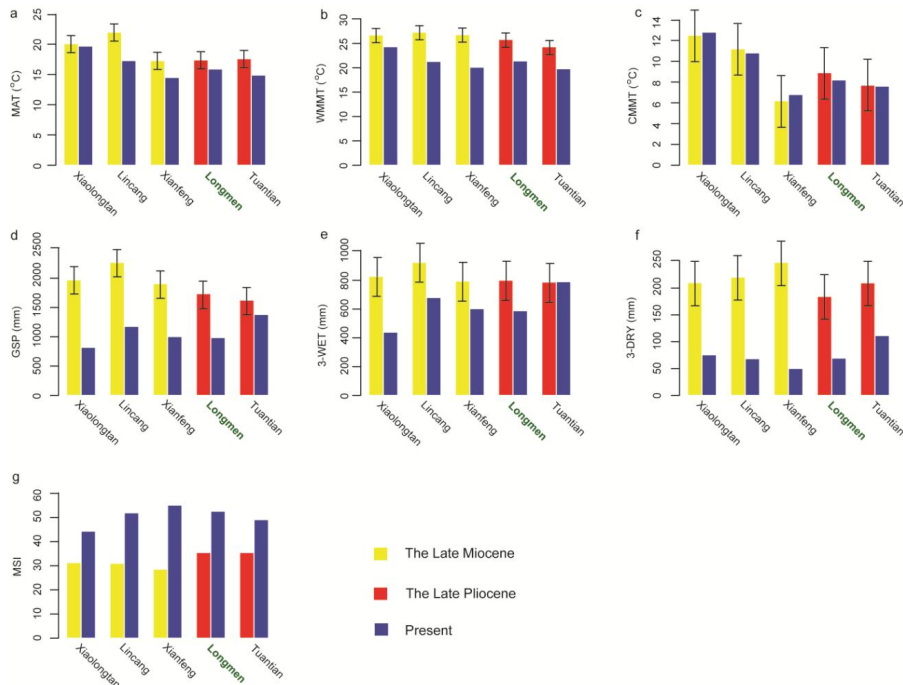 a
MAT (°C)
0 5 10 15 20 25
Xiaolongtan
Lincang
Xianfeng
Longmen
Tuantian
b
WMMT (°C)
0 5 10 15 20 25 30
Xiaolongtan
Lincang
Xianfeng
Longmen
Tuantian
c
CMMT (°C)
0 2 4 6 8 10 12 14
Xiaolongtan
Lincang
Xianfeng
Longmen
Tuantian
d
GSP (mm)
0 500 1000 1500 2000 2500
Xiaolongtan
Lincang
Xianfeng
Longmen
Tuantian
e
3-WET (mm)
0 200 400 600 800 1000
Xiaolongtan
Lincang
Xianfeng
Longmen
Tuantian
f
3-DRY (mm)
0 50 100 150 200 250
Xiaolongtan
Lincang
Xianfeng
Longmen
Tuantian
g
MSI
0 10 20 30 40 50 60
Xiaolongtan
Lincang
Xianfeng
Longmen
Tuantian
The Late Miocene
The Late Pliocene
Present